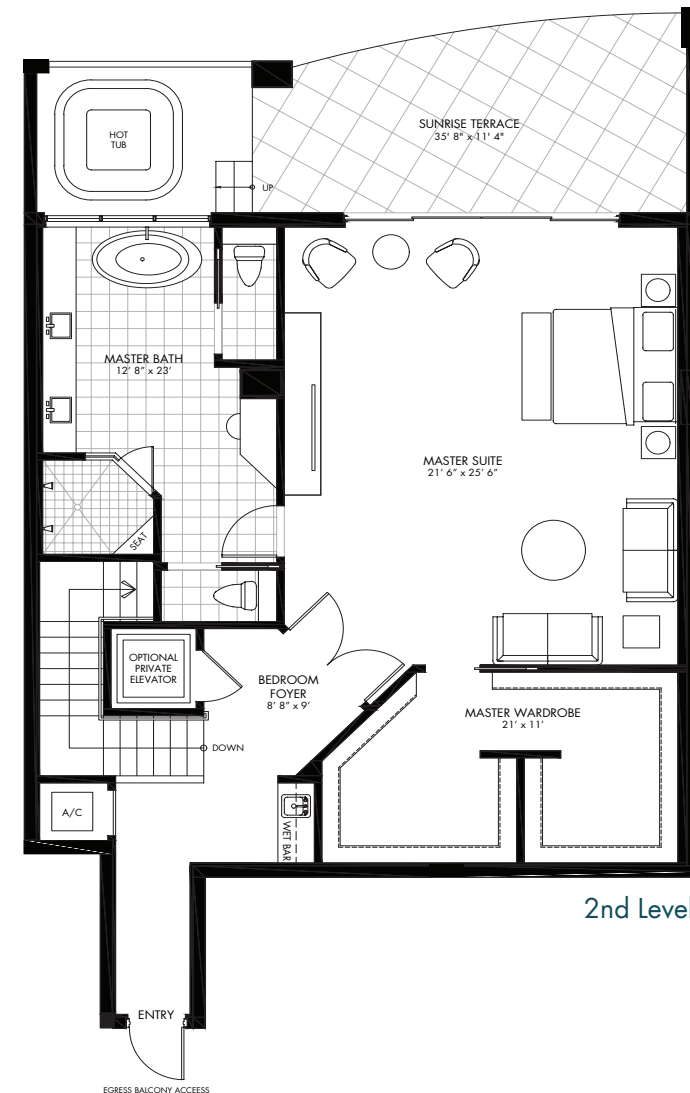 SUNRISE TERRACE
35' 8" x 11' 4"
HOT
TUB
UP
MASTER BATH
12' 8" x 23'
MASTER SUITE
21' 6" x 25' 6"
SEAT
OPTIONAL
PRIVATE
ELEVATOR
BEDROOM
FOYER
8' 8" x 9'
MASTER WARDROBE
21' x 11'
DOWN
A/C
WET BAR
2nd Level
ENTRY
EGRESS BALCONY ACCEESS